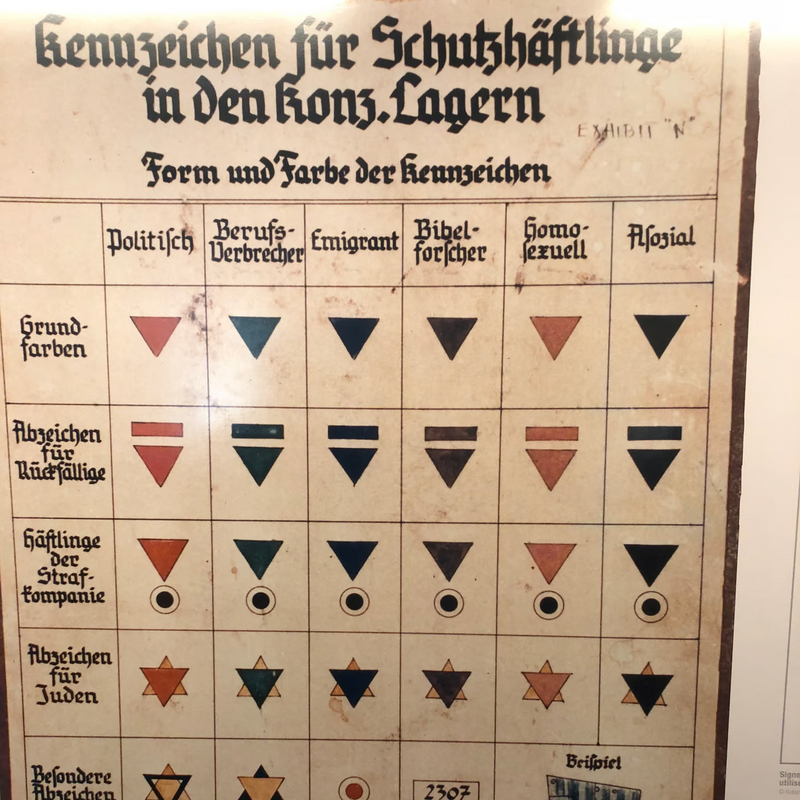 Kennzeichen für Schutzhäftlinge
in den Konz.Lagern
EXHIBIT "N"
Form und Farbe der Kennzeichen
Politisch
Berufs-
Verbrecher
Emigrant
Bibel-
forscher
Homo-
sexuell
Asozial
Grund-
farben
Abzeichen
für
Rückfällige
Häftlinge
der
Straf-
kompanie
Abzeichen
für
Juden
Besondere
Abzeichen
2307
Beispiel